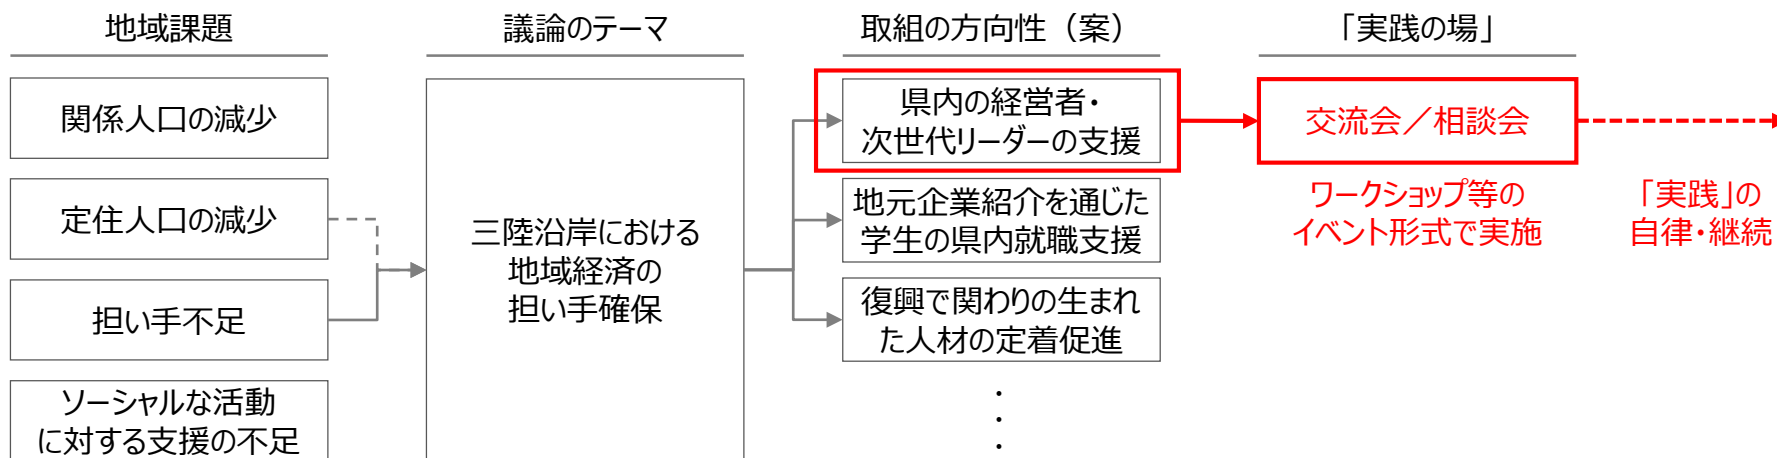 地域課題
議論のテーマ
取組の方向性（案）
「実践の場」
関係人口の減少
定住人口の減少
担い手不足
ソーシャルな活動
に対する支援の不足
三陸沿岸における
地域経済の
担い手確保
県内の経営者・
次世代リーダーの支援
地元企業紹介を通じた
学生の県内就職支援
復興で関わりの生まれ
た人材の定着促進
・
・
・
交流会／相談会
ワークショップ等の
イベント形式で実施
「実践」の
自律・継続